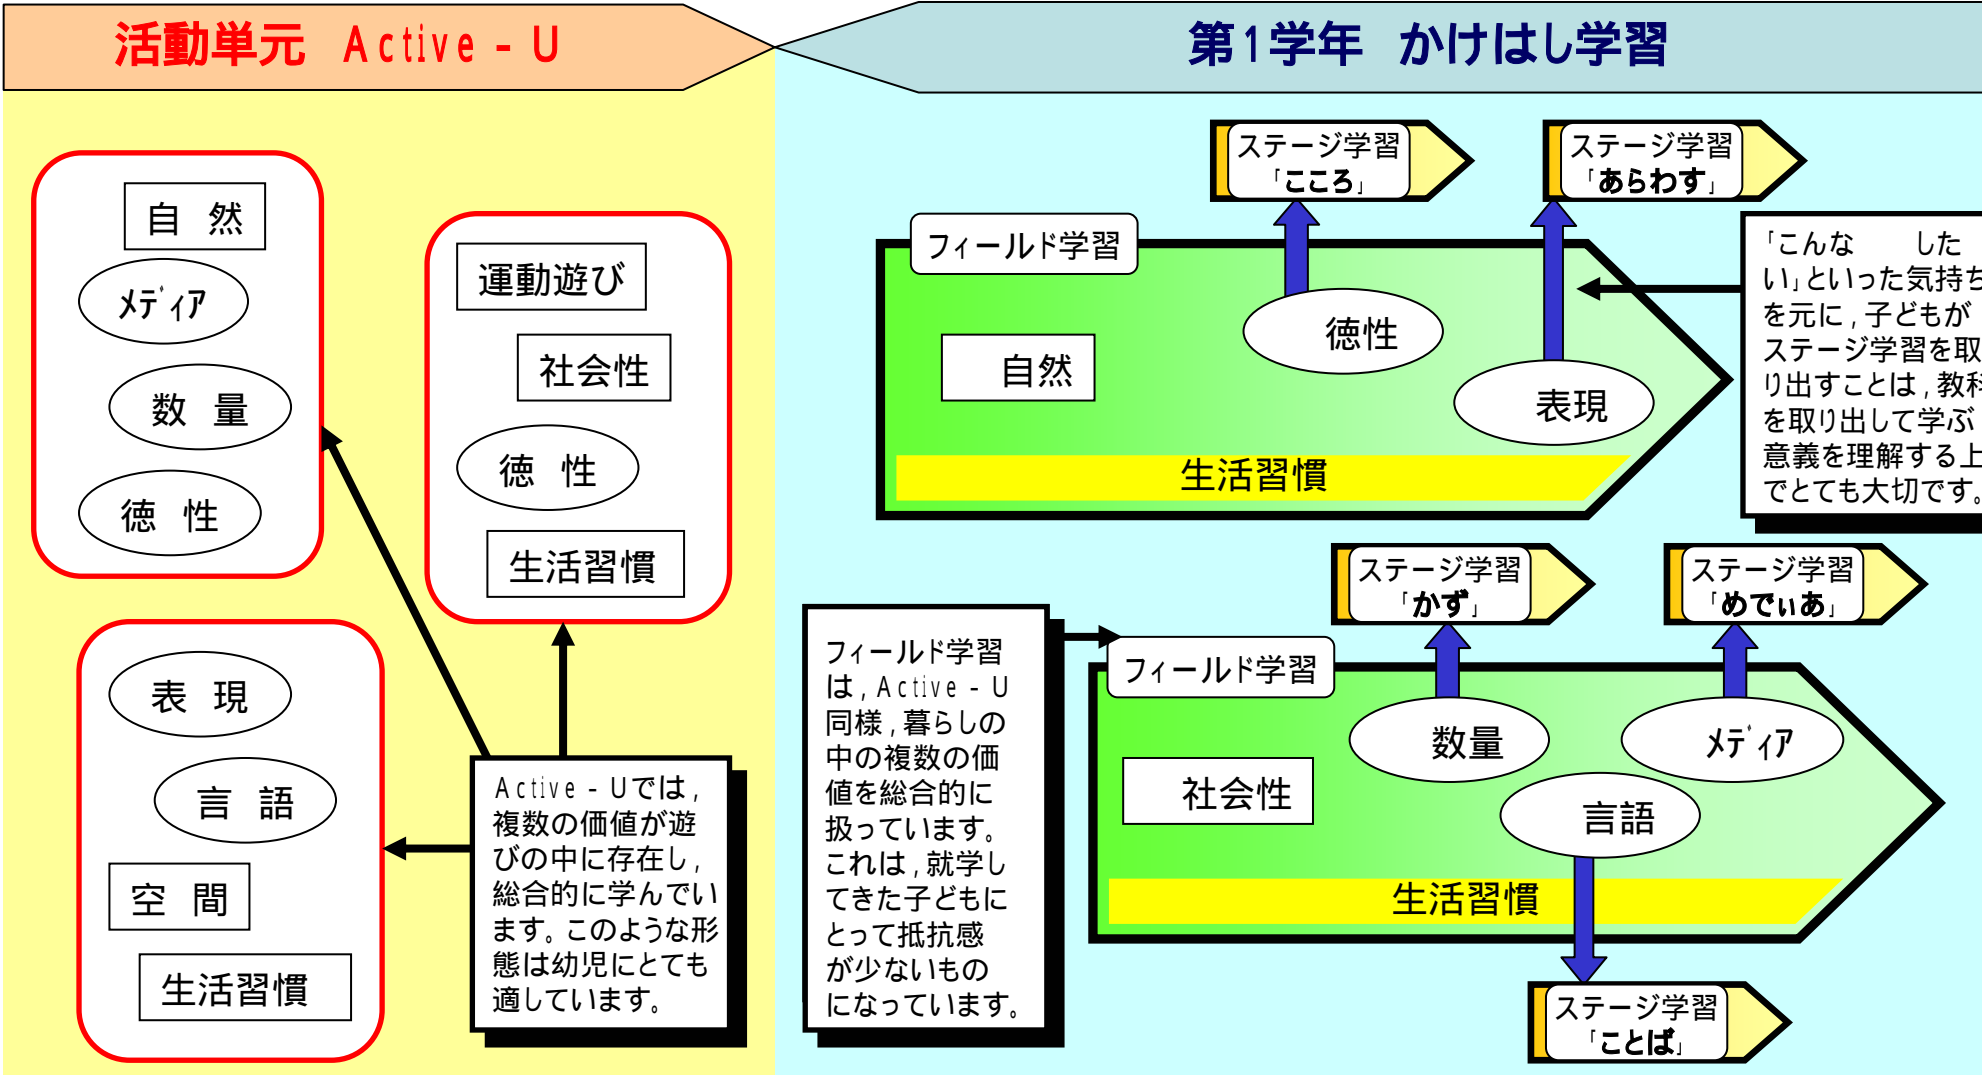 活動単元 Active－U
第1学年 かけはし学習
自 然
メディア
数 量
徳 性
運動遊び
社会性
徳 性
生活習慣
表 現
言 語
空 間
生活習慣
Active－Uでは，
複数の価値が遊
びの中に存在し，
総合的に学んでい
ます。このような形
態は幼児にとても
適しています。
ステージ学習
「こころ」
ステージ学習
「あらわす」
フィールド学習
自然
徳性
表現
生活習慣
「こんな した
い」といった気持ち
を元に，子どもが
ステージ学習を取
り出すことは，教科
を取り出して学ぶ
意義を理解する上
でとても大切です。
フィールド学習
は，Active－U
同様，暮らしの
中の複数の価
値を総合的に
扱っています。
これは，就学し
てきた子どもに
とって抵抗感
が少ないもの
になっています。
ステージ学習
「かず」
ステージ学習
「めでぃあ」
フィールド学習
社会性
数量
メディア
言語
生活習慣
ステージ学習
「ことば」